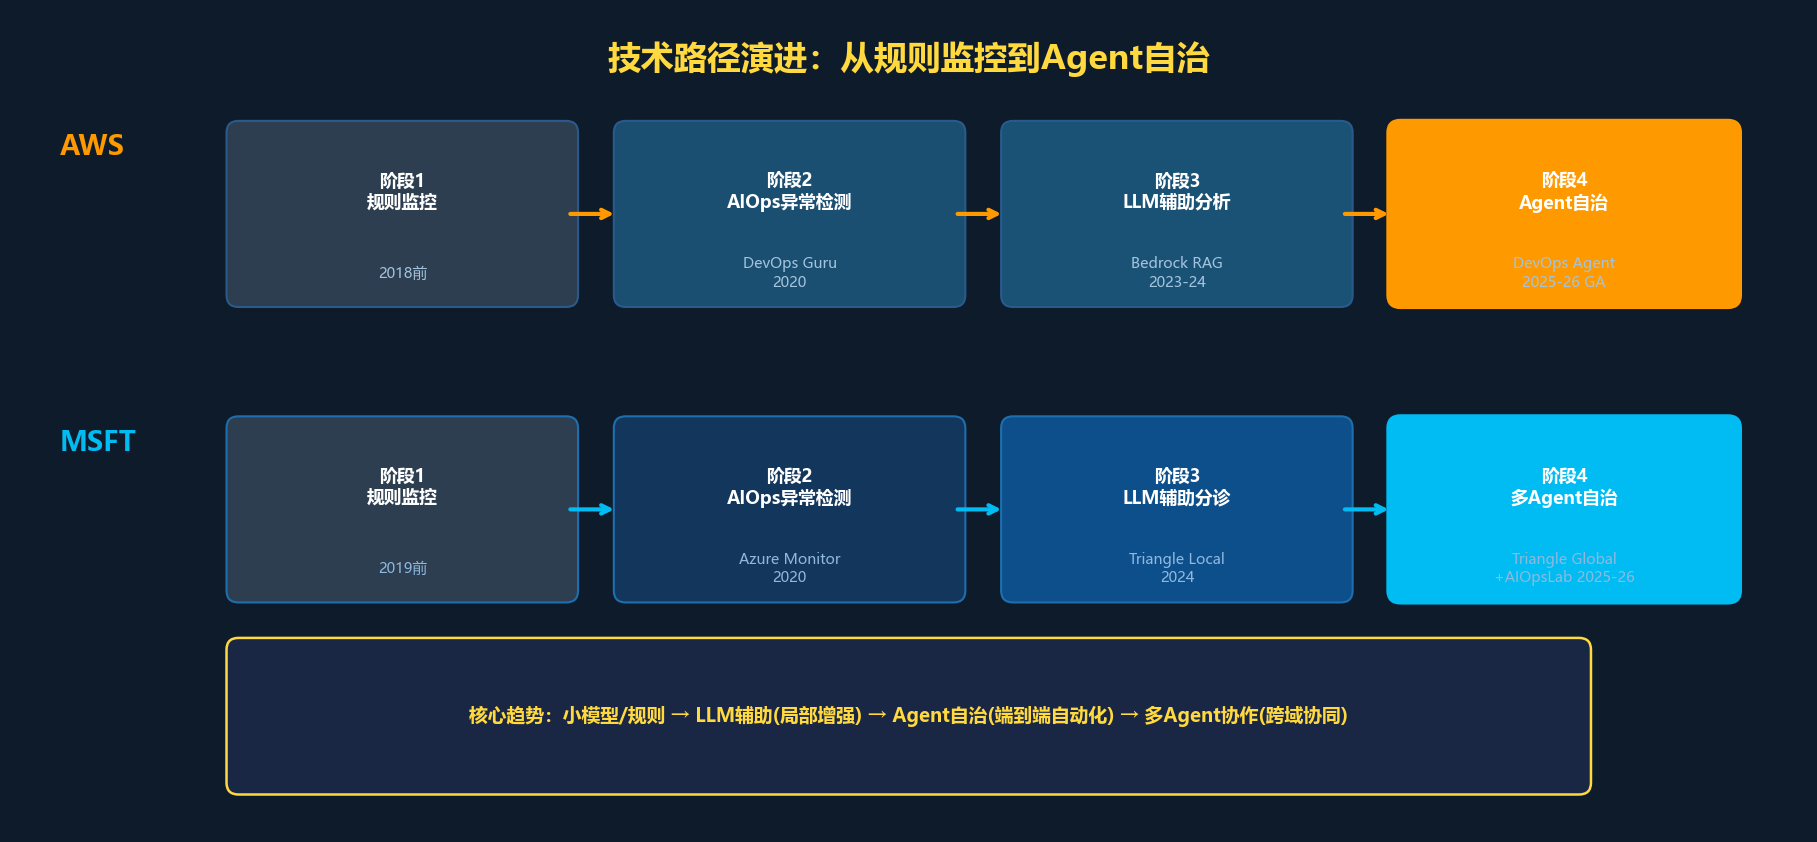 技术路径演进：从规则监控到Agent自治
AWS
阶段1
规则监控
2018前
阶段2
AIOps异常检测
DevOps Guru
2020
阶段3
LLM辅助分析
Bedrock RAG
2023-24
阶段4
Agent自治
DevOps Agent
2025-26 GA
MSFT
阶段1
规则监控
2019前
阶段2
AIOps异常检测
Azure Monitor
2020
阶段3
LLM辅助分诊
Triangle Local
2024
阶段4
多Agent自治
Triangle Global
+AIOpsLab 2025-26
核心趋势：小模型/规则 → LLM辅助(局部增强) → Agent自治(端到端自动化) → 多Agent协作(跨域协同)